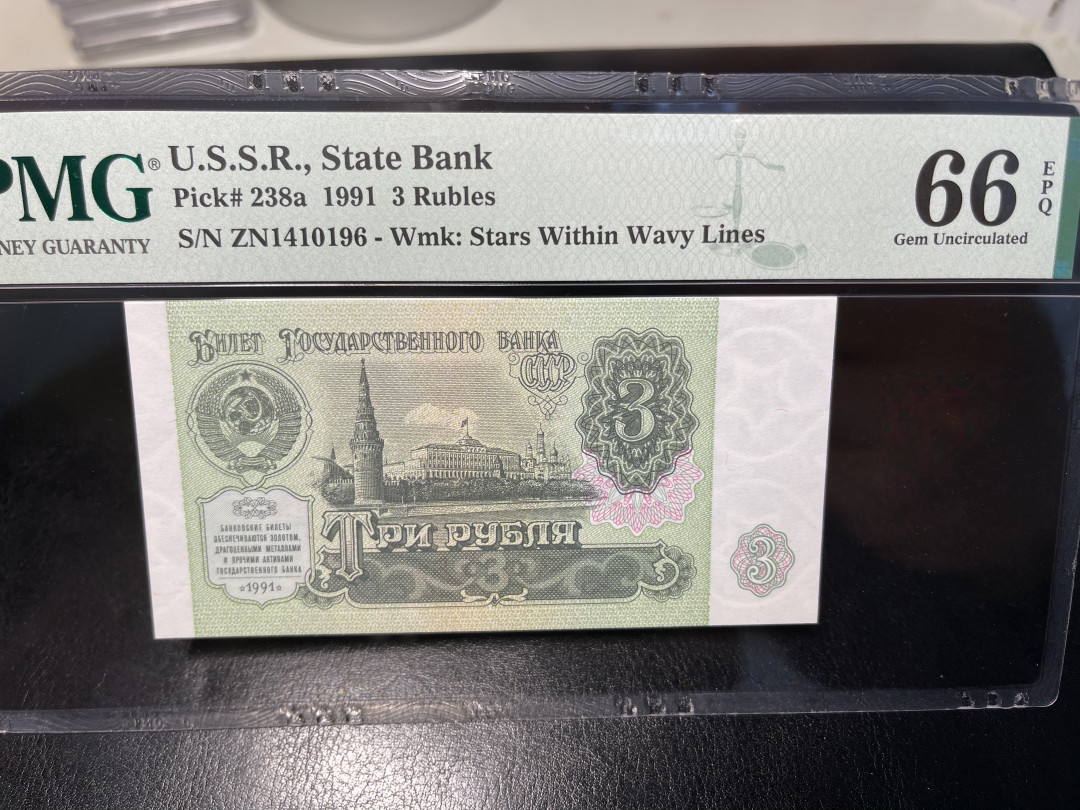 PMG®
U.S.S.R., State Bank
Pick# 238a 1991 3 Rubles
S/N ZN1410196 - Wmk: Stars Within Wavy Lines
NEY GUARANTY
66
EPQ
Gem Uncirculated
Билет Государственного Банка
СССР
3
БАНКОВСКИЕ БИЛЕТЫ
ОБЕСПЕЧИВАЮТСЯ ЗОЛОТОМ,
ДРАГОЦЕННЫМИ МЕТАЛЛАМИ
И ПРОЧИМИ АКТИВАМИ
ГОСУДАРСТВЕННОГО БАНКА
☆1991☆
Три рубля
3
3